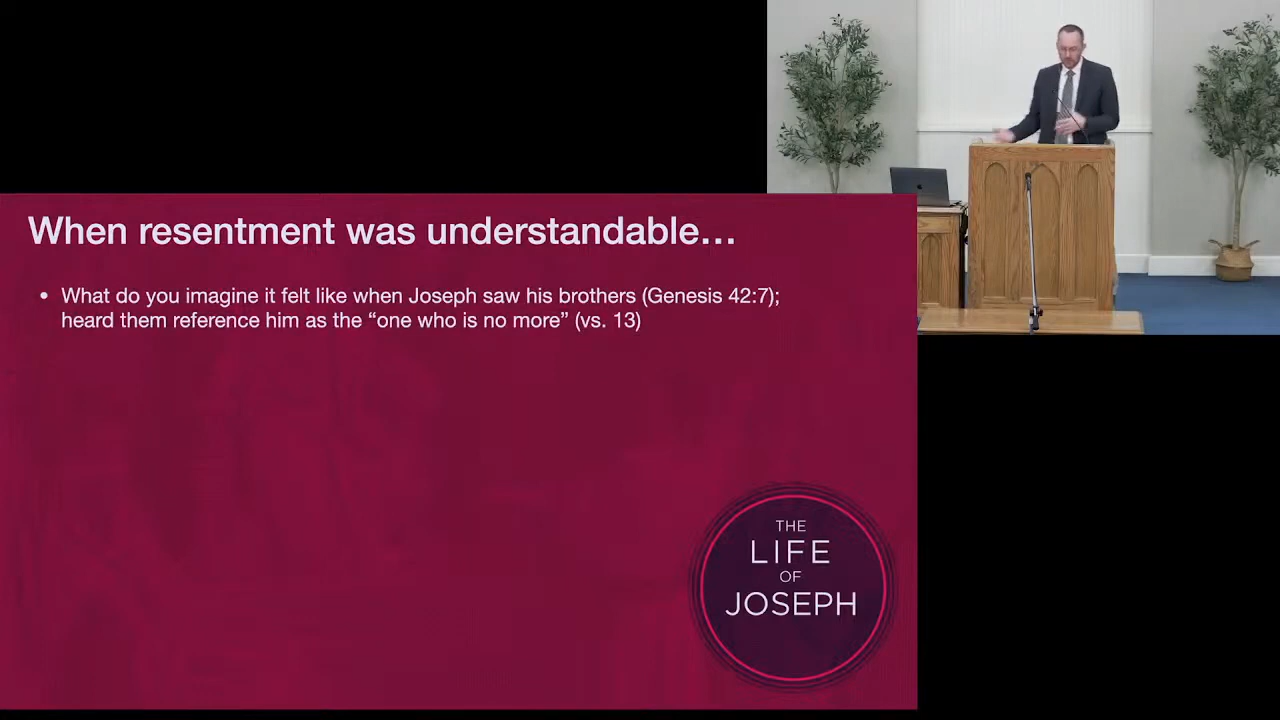 When resentment was understandable…
• What do you imagine it felt like when Joseph saw his brothers (Genesis 42:7);
heard them reference him as the “one who is no more” (vs. 13)
THE
LIFE
OF
JOSEPH